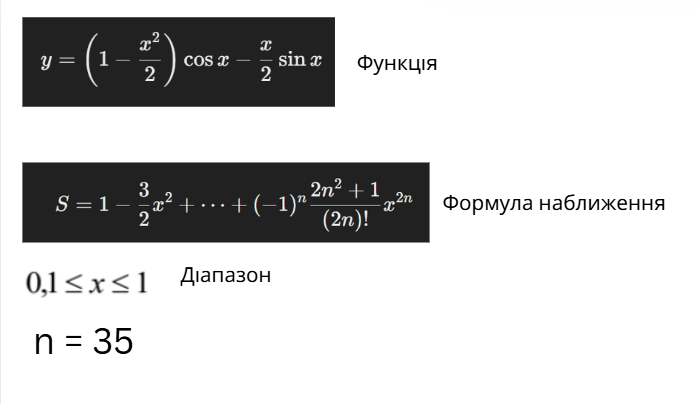 y = (1 − x²/2) cos x − x/2 sin x Функція
S = 1 − 3/2 x² + ⋯ + (−1)ⁿ (2n² + 1)/(2n)! x²ⁿ Формула наближення
0,1 ≤ x ≤ 1 Діапазон
n = 35